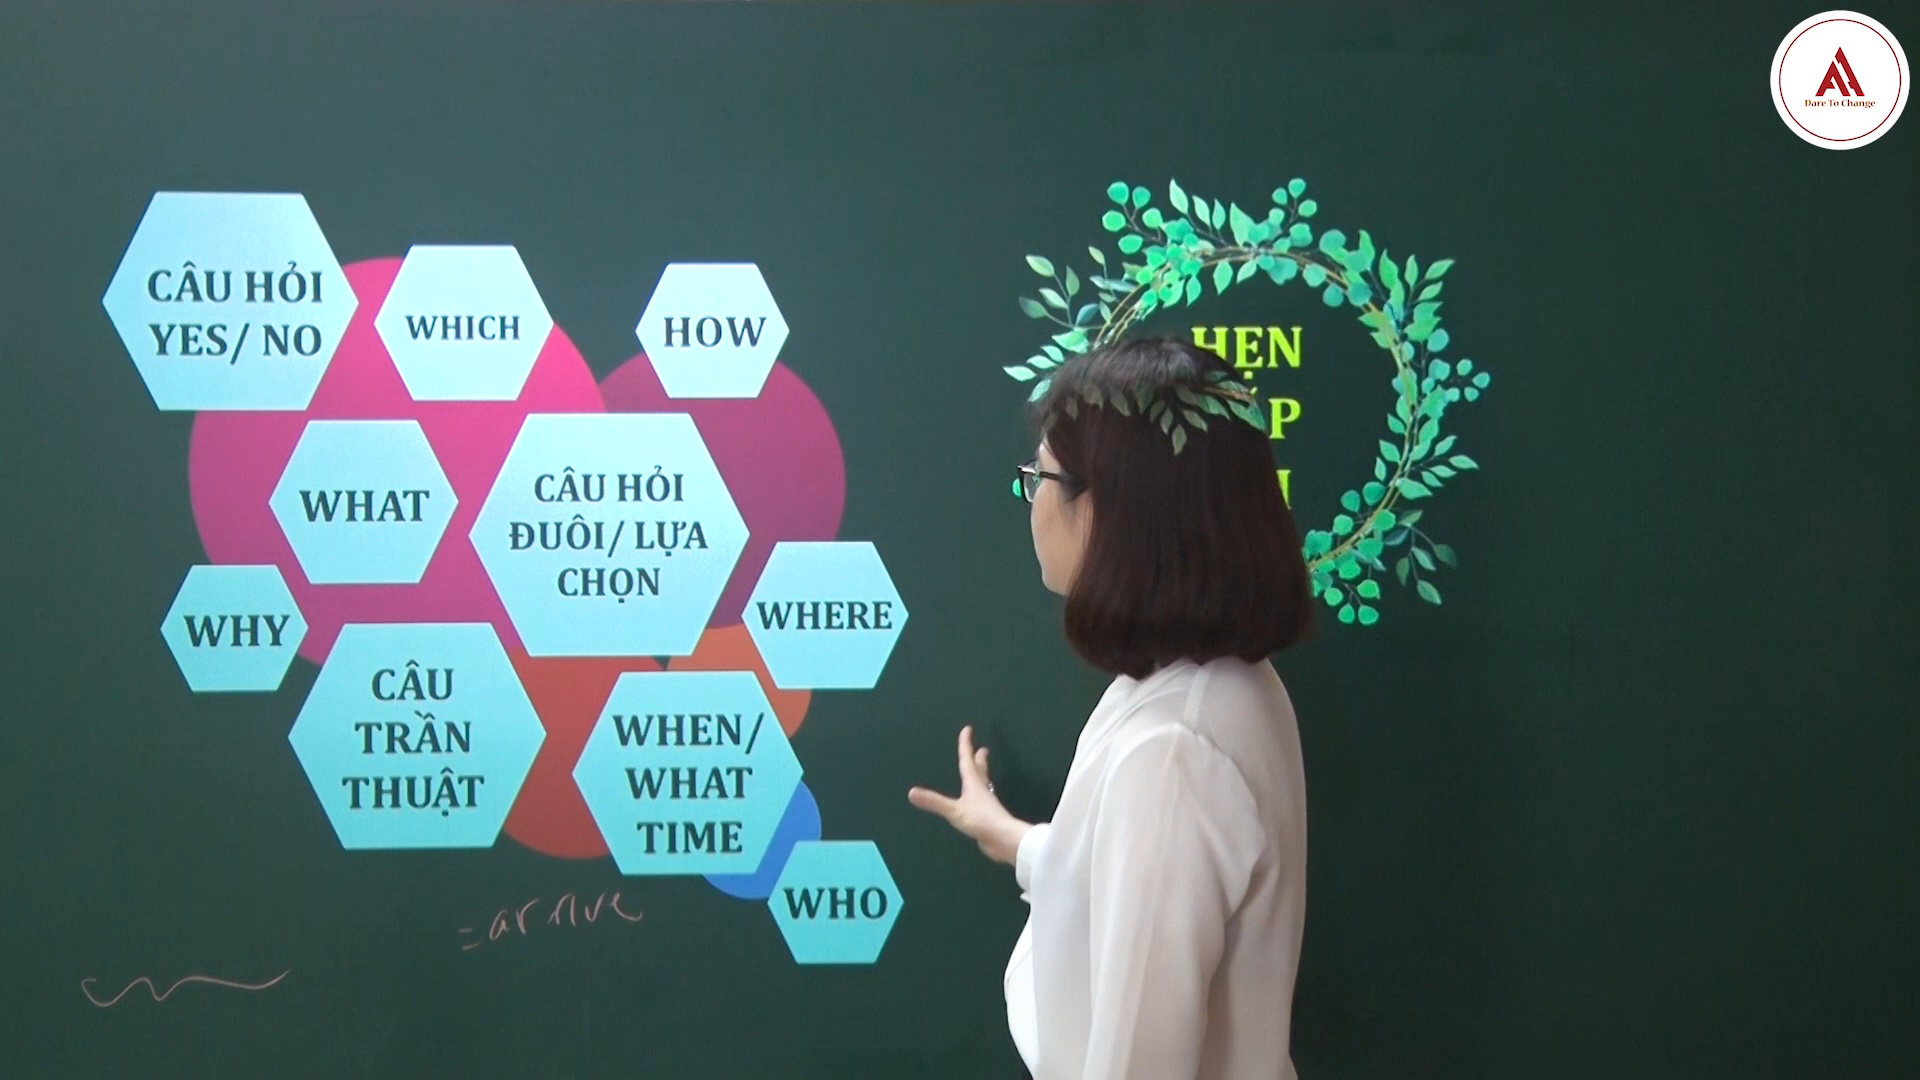 CÂU HỎI
YES/ NO
WHICH
HOW
WHAT
CÂU HỎI
ĐUÔI/ LỰA
CHỌN
WHY
WHERE
CÂU
TRẦN
THUẬT
WHEN/
WHAT
TIME
WHO
= arrive
HẸN
Dare To Change